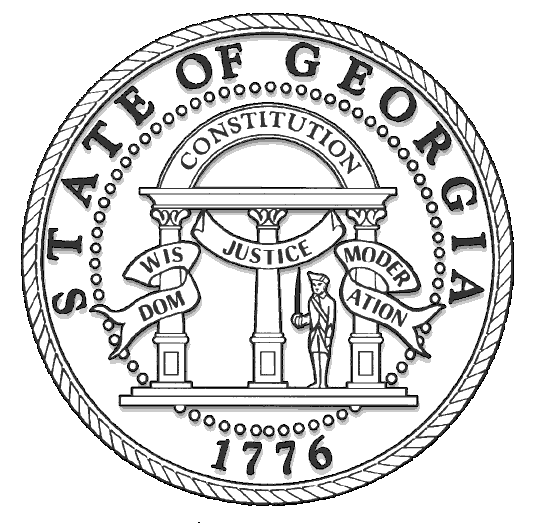 STATE OF GEORGIA
CONSTITUTION
WIS
DOM
JUSTICE
MODER
ATION
1776